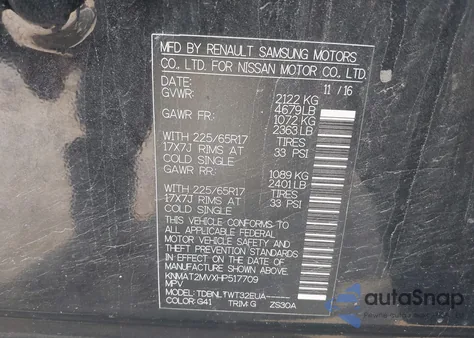 MFD BY RENAULT SAMSUNG MOTORS
CO., LTD. FOR NISSAN MOTOR CO., LTD.
DATE: 11 / 16
GVWR: 2122 KG
4679 LB
GAWR FR: 1072 KG
2363 LB
WITH 225/65R17 TIRES
17X7J RIMS AT 33 PSI
COLD SINGLE
GAWR RR: 1089 KG
2401 LB
WITH 225/65R17 TIRES
17X7J RIMS AT 33 PSI
COLD SINGLE
THIS VEHICLE CONFORMS TO
ALL APPLICABLE FEDERAL
MOTOR VEHICLE SAFETY AND
THEFT PREVENTION STANDARDS
IN EFFECT ON THE DATE OF
MANUFACTURE SHOWN ABOVE.
KNMAT2MVXHP517709
MPV
MODEL: WT32EUA-----
COLOR: G41 TRIM: G ZS30A
AutoSnap